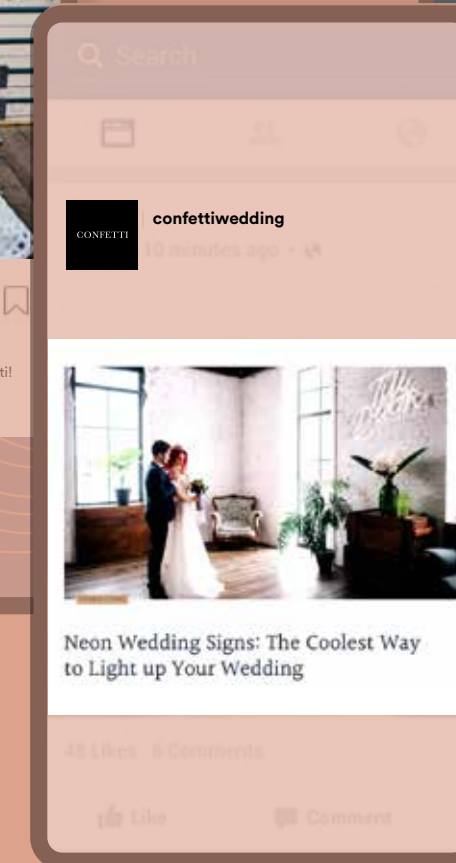 Search
CONFETTI
confettiwedding
10 minutes ago
ti!
Neon Wedding Signs: The Coolest Way
to Light up Your Wedding
48 Likes 6 Comments
Like
Comment